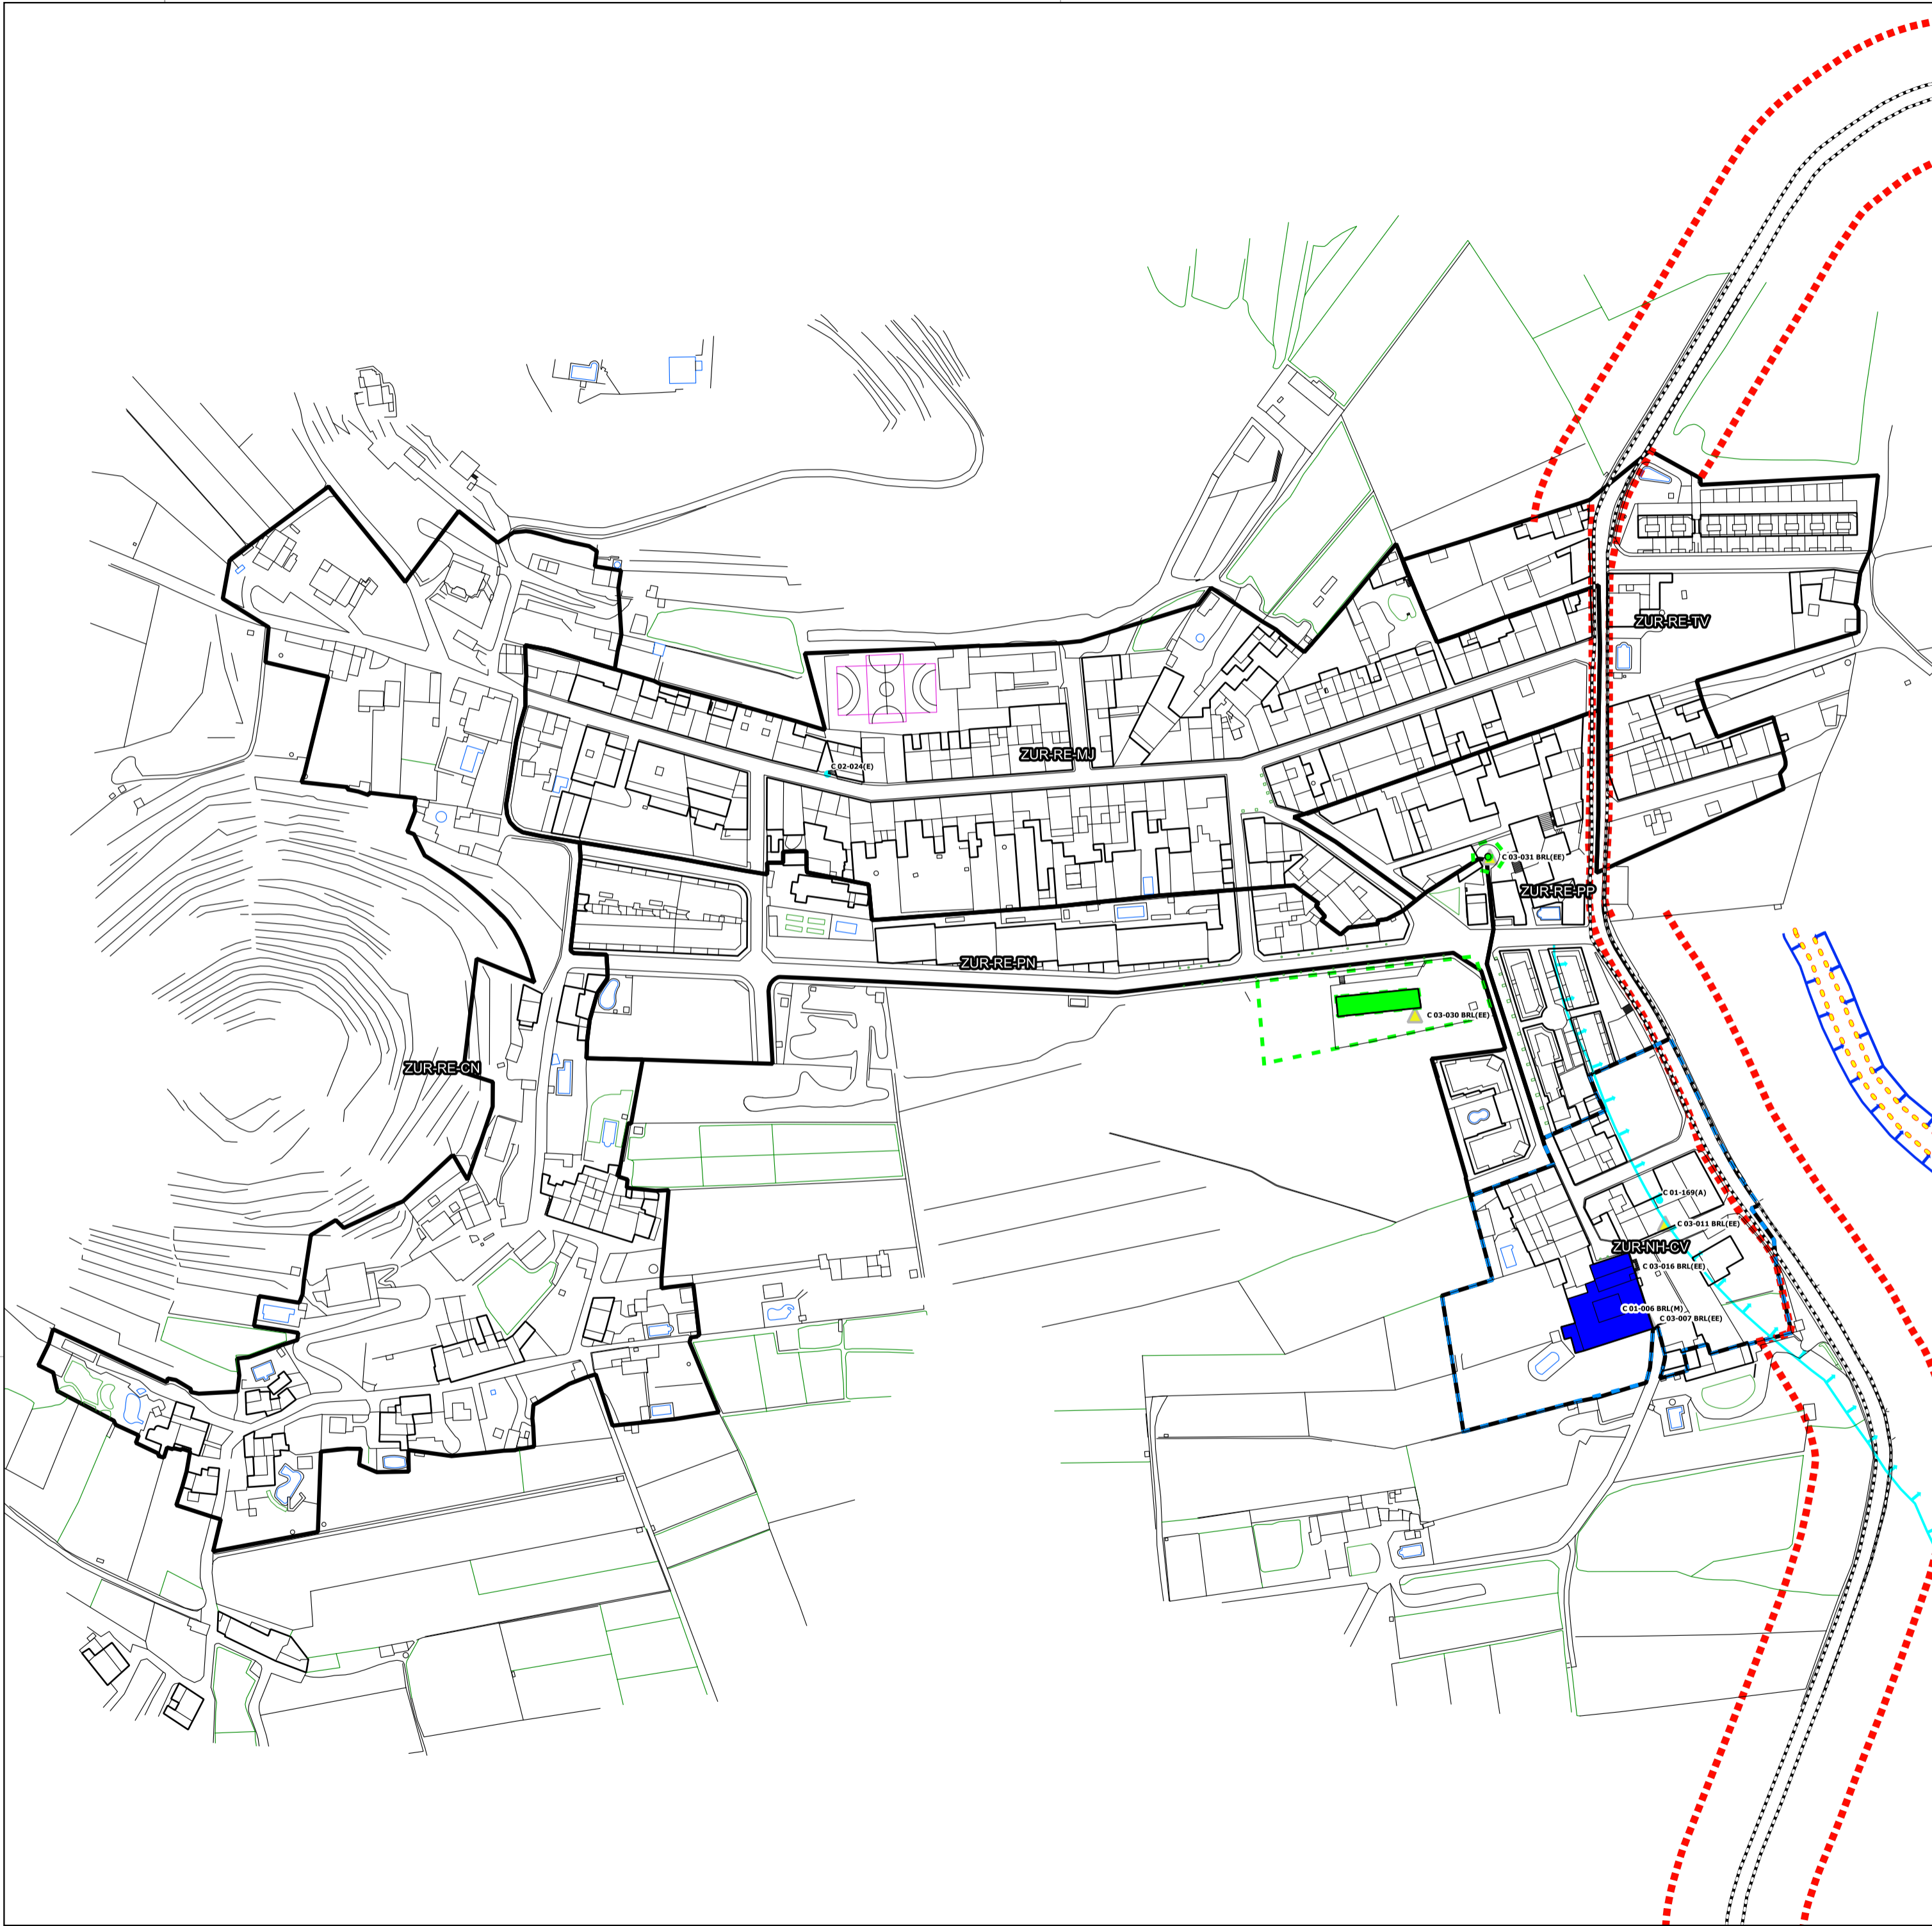 ZUR-RE-TV
ZUR-RE-MJ
C 02-024(E)
C 03-031 BRL(EE)
ZUR-RE-PP
ZUR-RE-PN
C 03-030 BRL(EE)
ZUR-RE-CN
C 01-169(A)
C 03-011 BRL(EE)
ZUR-NH-CV
C 03-016 BRL(EE)
C 01-006 BRL(M)
C 03-007 BRL(EE)